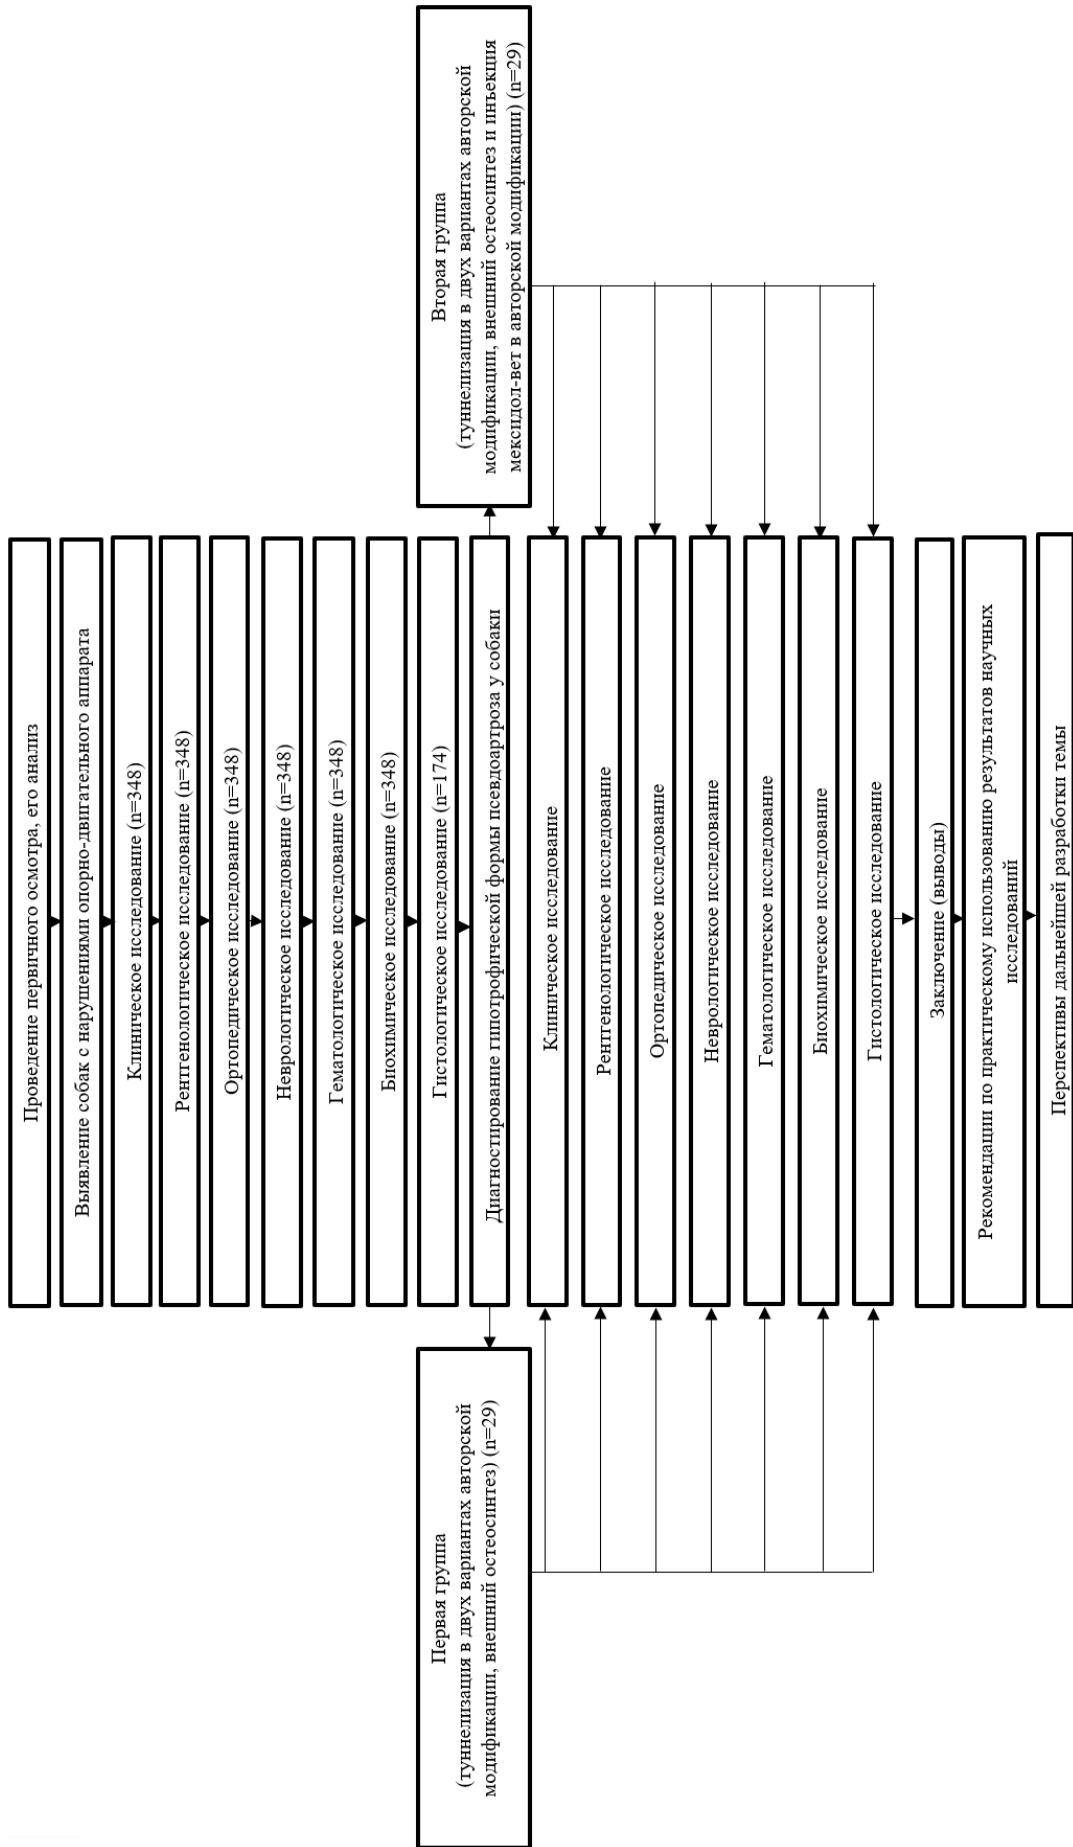 Проведение первичного осмотра, его анализ
Выявление собак с нарушениями опорно-двигательного аппарата
Клиническое исследование (n=348)
Рентгенологическое исследование (n=348)
Ортопедическое исследование (n=348)
Неврологическое исследование (n=348)
Гематологическое исследование (n=348)
Биохимическое исследование (n=348)
Гистологическое исследование (n=174)
Диагностирование гипотрофической формы псевдоартроза у собаки
Первая группа
(туннелизация в двух вариантах авторской
модификации, внешний остеосинтез) (n=29)
Вторая группа
(туннелизация в двух вариантах авторской
модификации, внешний остеосинтез и инъекция
мексидол-вет в авторской модификации) (n=29)
Клиническое исследование
Рентгенологическое исследование
Ортопедическое исследование
Неврологическое исследование
Гематологическое исследование
Биохимическое исследование
Гистологическое исследование
Заключение (выводы)
Рекомендации по практическому использованию результатов научных
исследований
Перспективы дальнейшей разработки темы